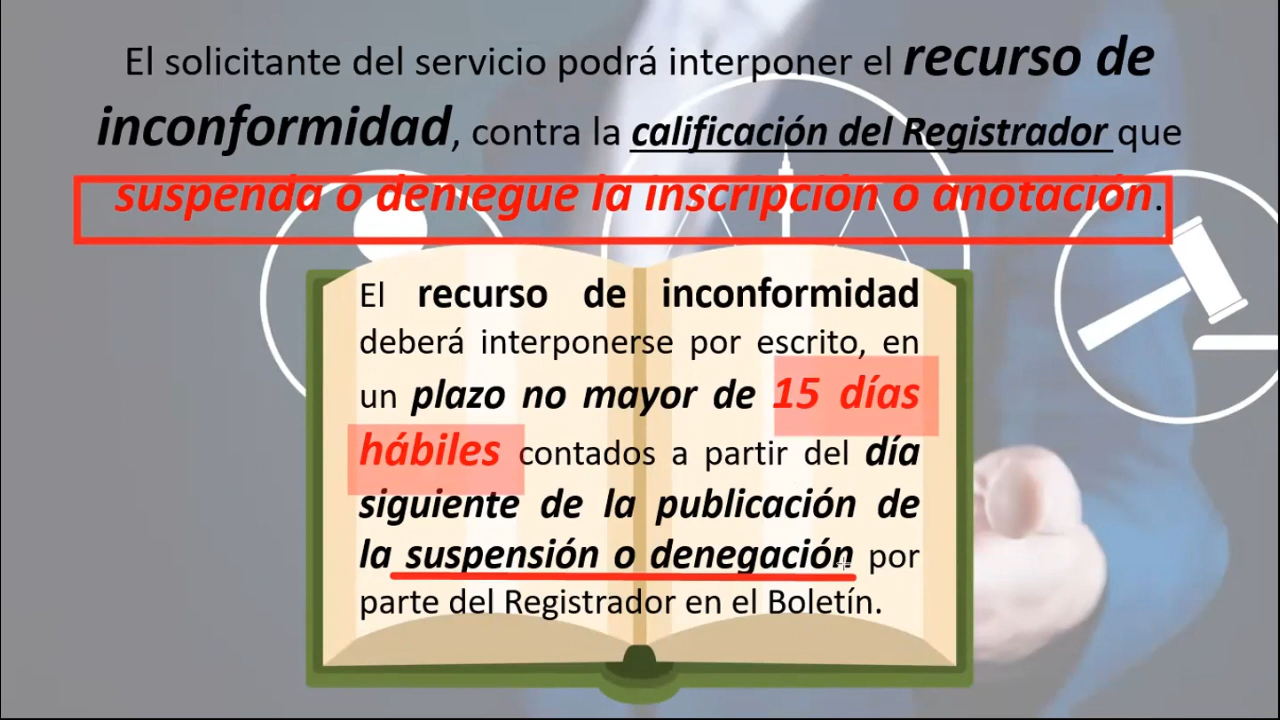 El solicitante del servicio podrá interponer el recurso de
inconformidad, contra la calificación del Registrador que
suspenda o deniegue la inscripción o anotación.
El recurso de inconformidad
deberá interponerse por escrito, en
un plazo no mayor de 15 días
hábiles contados a partir del día
siguiente de la publicación de
la suspensión o denegación por
parte del Registrador en el Boletín.